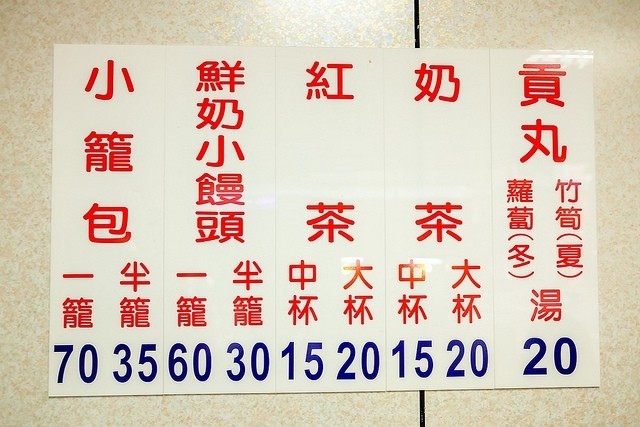 小籠包
一籠 半籠
70 35
鮮奶小饅頭
一籠 半籠
60 30
紅茶
中杯 大杯
15 20
奶茶
中杯 大杯
15 20
貢丸
竹筍(夏)
蘿蔔(冬)
湯
20